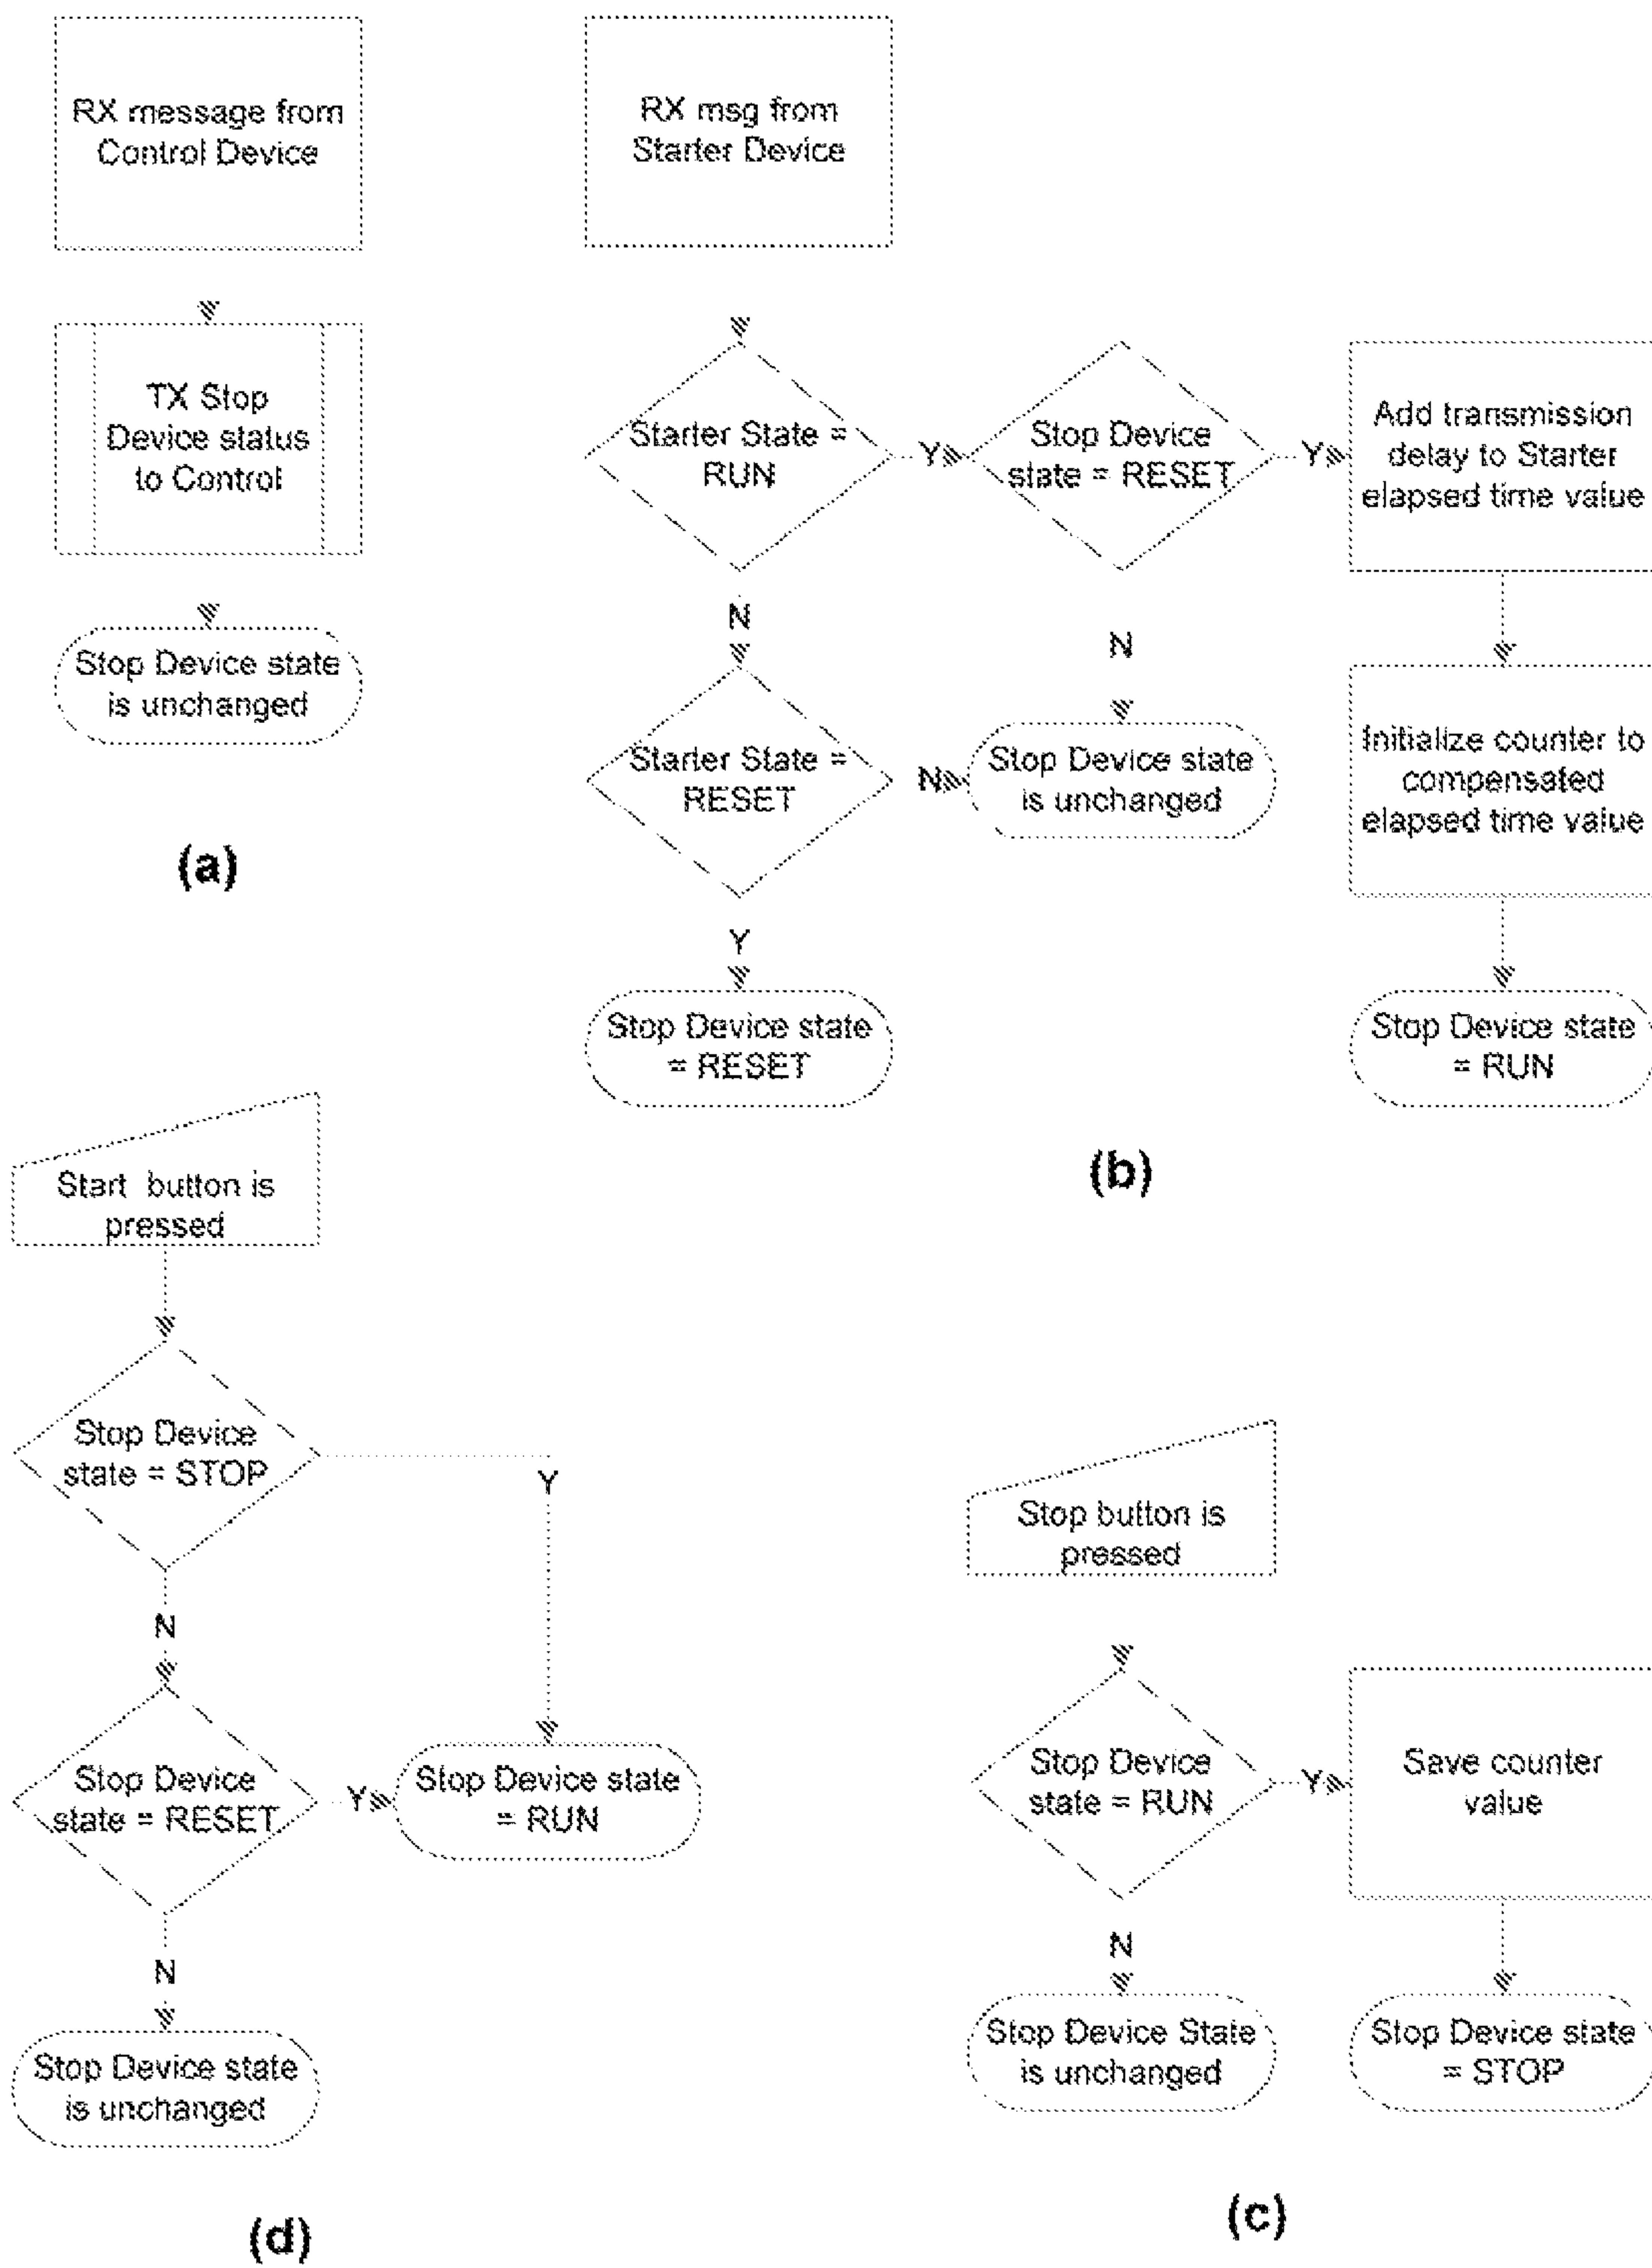 RX message from
Control Device
TX Stop
Device status
to Control
Stop Device state
is unchanged
(a)
RX msg from
Starter Device
Starter State =
RUN
Y
Stop Device
state = RESET
Y
Add transmission
delay to Starter
elapsed time value
N
N
Starter State =
RESET
N
Stop Device state
is unchanged
Initialize counter to
compensated
elapsed time value
Y
Stop Device state
= RESET
Stop Device state
= RUN
(b)
Start button is
pressed
Stop Device
state = STOP
Y
N
Stop Device
state = RESET
Y
Stop Device state
= RUN
N
Stop Device state
is unchanged
(d)
Stop button is
pressed
Stop Device
state = RUN
Y
Save counter
value
N
Stop Device State
is unchanged
Stop Device state
= STOP
(c)